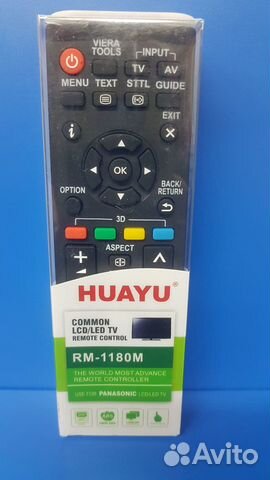 VIERA TOOLS
INPUT
TV AV
MENU TEXT STTL GUIDE
EXIT
i
OK
OPTION
BACK/
RETURN
3D
ASPECT
HUAYU®
COMMON
LCD/LED TV
REMOTE CONTROL
RM-1180M
THE WORLD MOST ADVANCE
REMOTE CONTROLLER
USE FOR PANASONIC LCD/LED TV
Avito